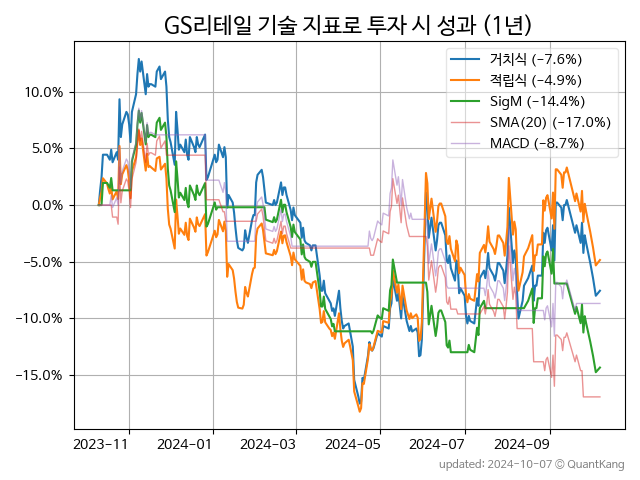 GS리테일 기술 지표로 투자 시 성과 (1년)
거치식 (−7.6%)
적립식 (−4.9%)
SigM (−14.4%)
SMA(20) (−17.0%)
MACD (−8.7%)
10.0%
5.0%
0.0%
−5.0%
−10.0%
−15.0%
2023-11 2024-01 2024-03 2024-05 2024-07 2024-09
updated: 2024-10-07 © QuantKang